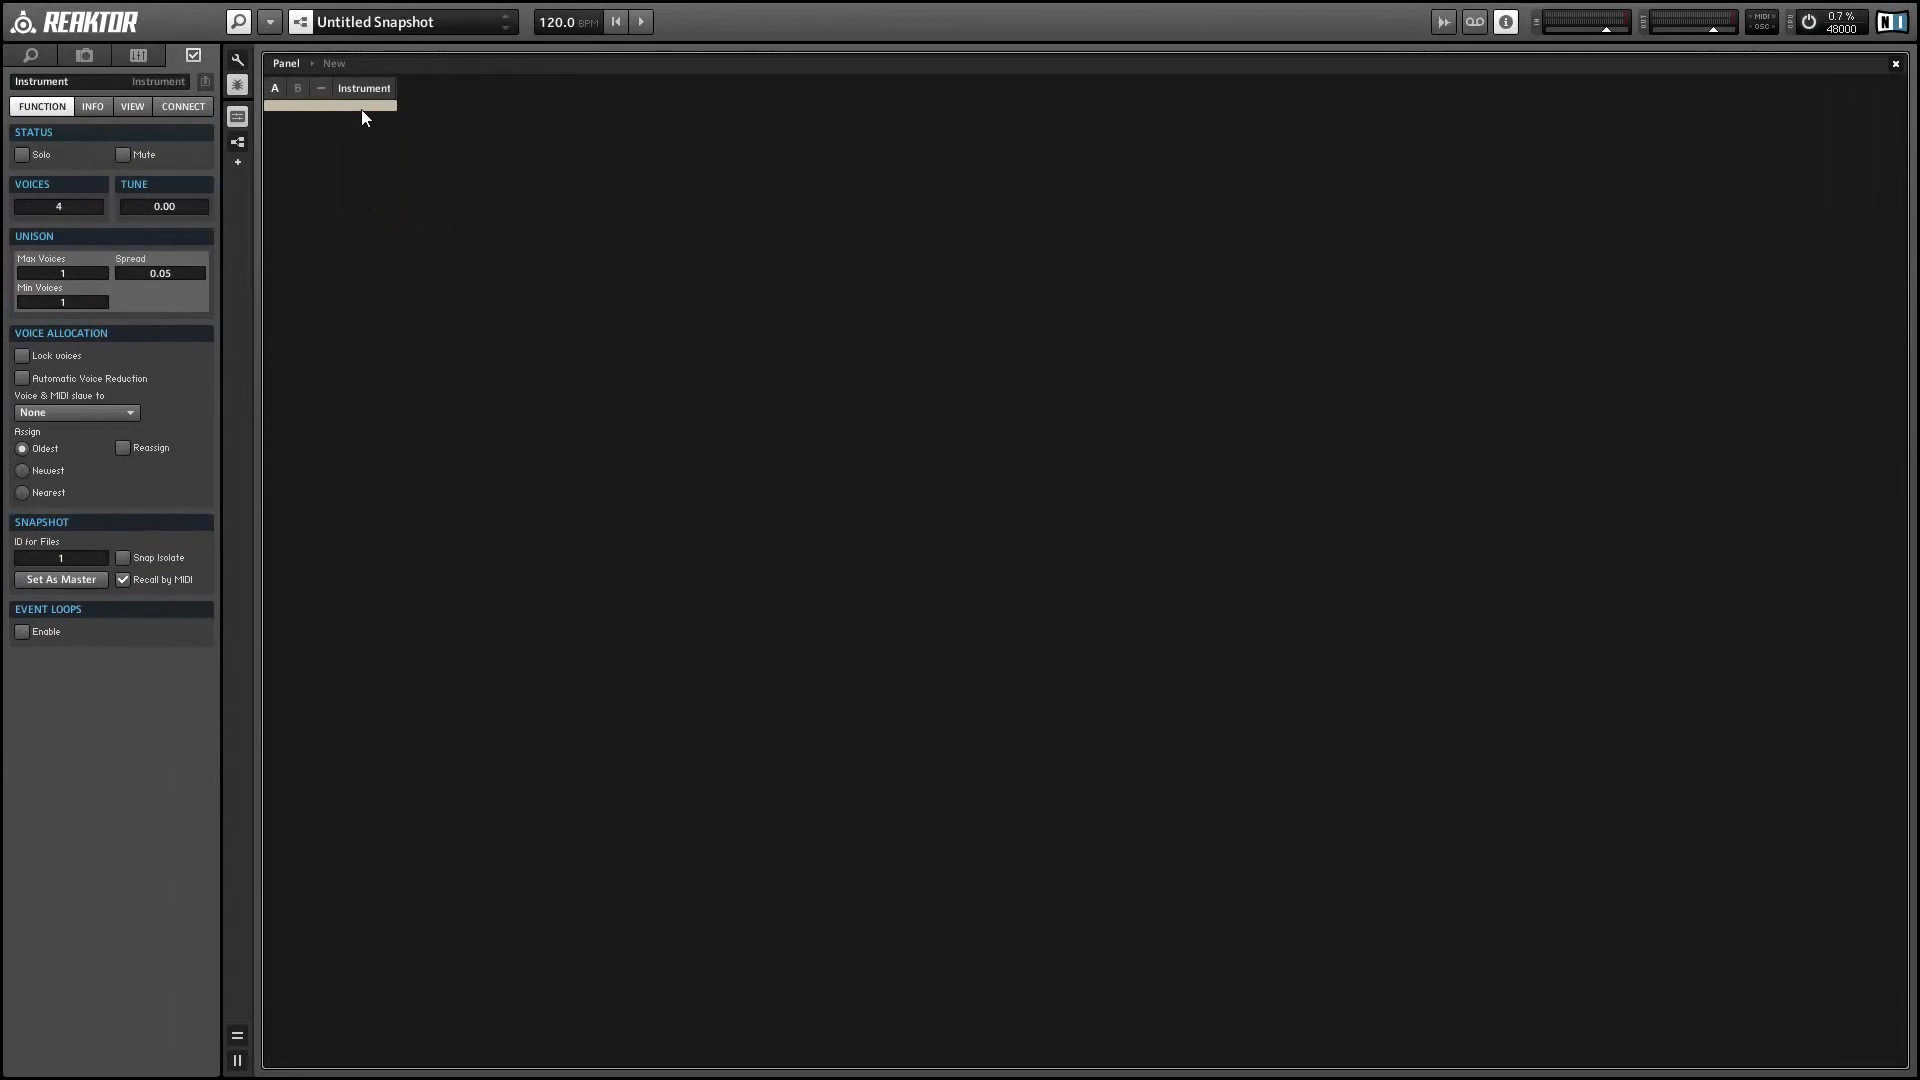 REAKTOR
Untitled Snapshot
120.0 BPM
MIDI
OSC
0.7 %
48000
NI
Instrument Instrument
FUNCTION INFO VIEW CONNECT
STATUS
Solo Mute
VOICES TUNE
4 0.00
UNISON
Max Voices Spread
1 0.05
Min Voices
1
VOICE ALLOCATION
Lock voices
Automatic Voice Reduction
Voice & MIDI slave to
None
Assign
Oldest Reassign
Newest
Nearest
SNAPSHOT
ID for Files
1 Snap Isolate
Set As Master Recall by MIDI
EVENT LOOPS
Enable
Panel New
A B Instrument